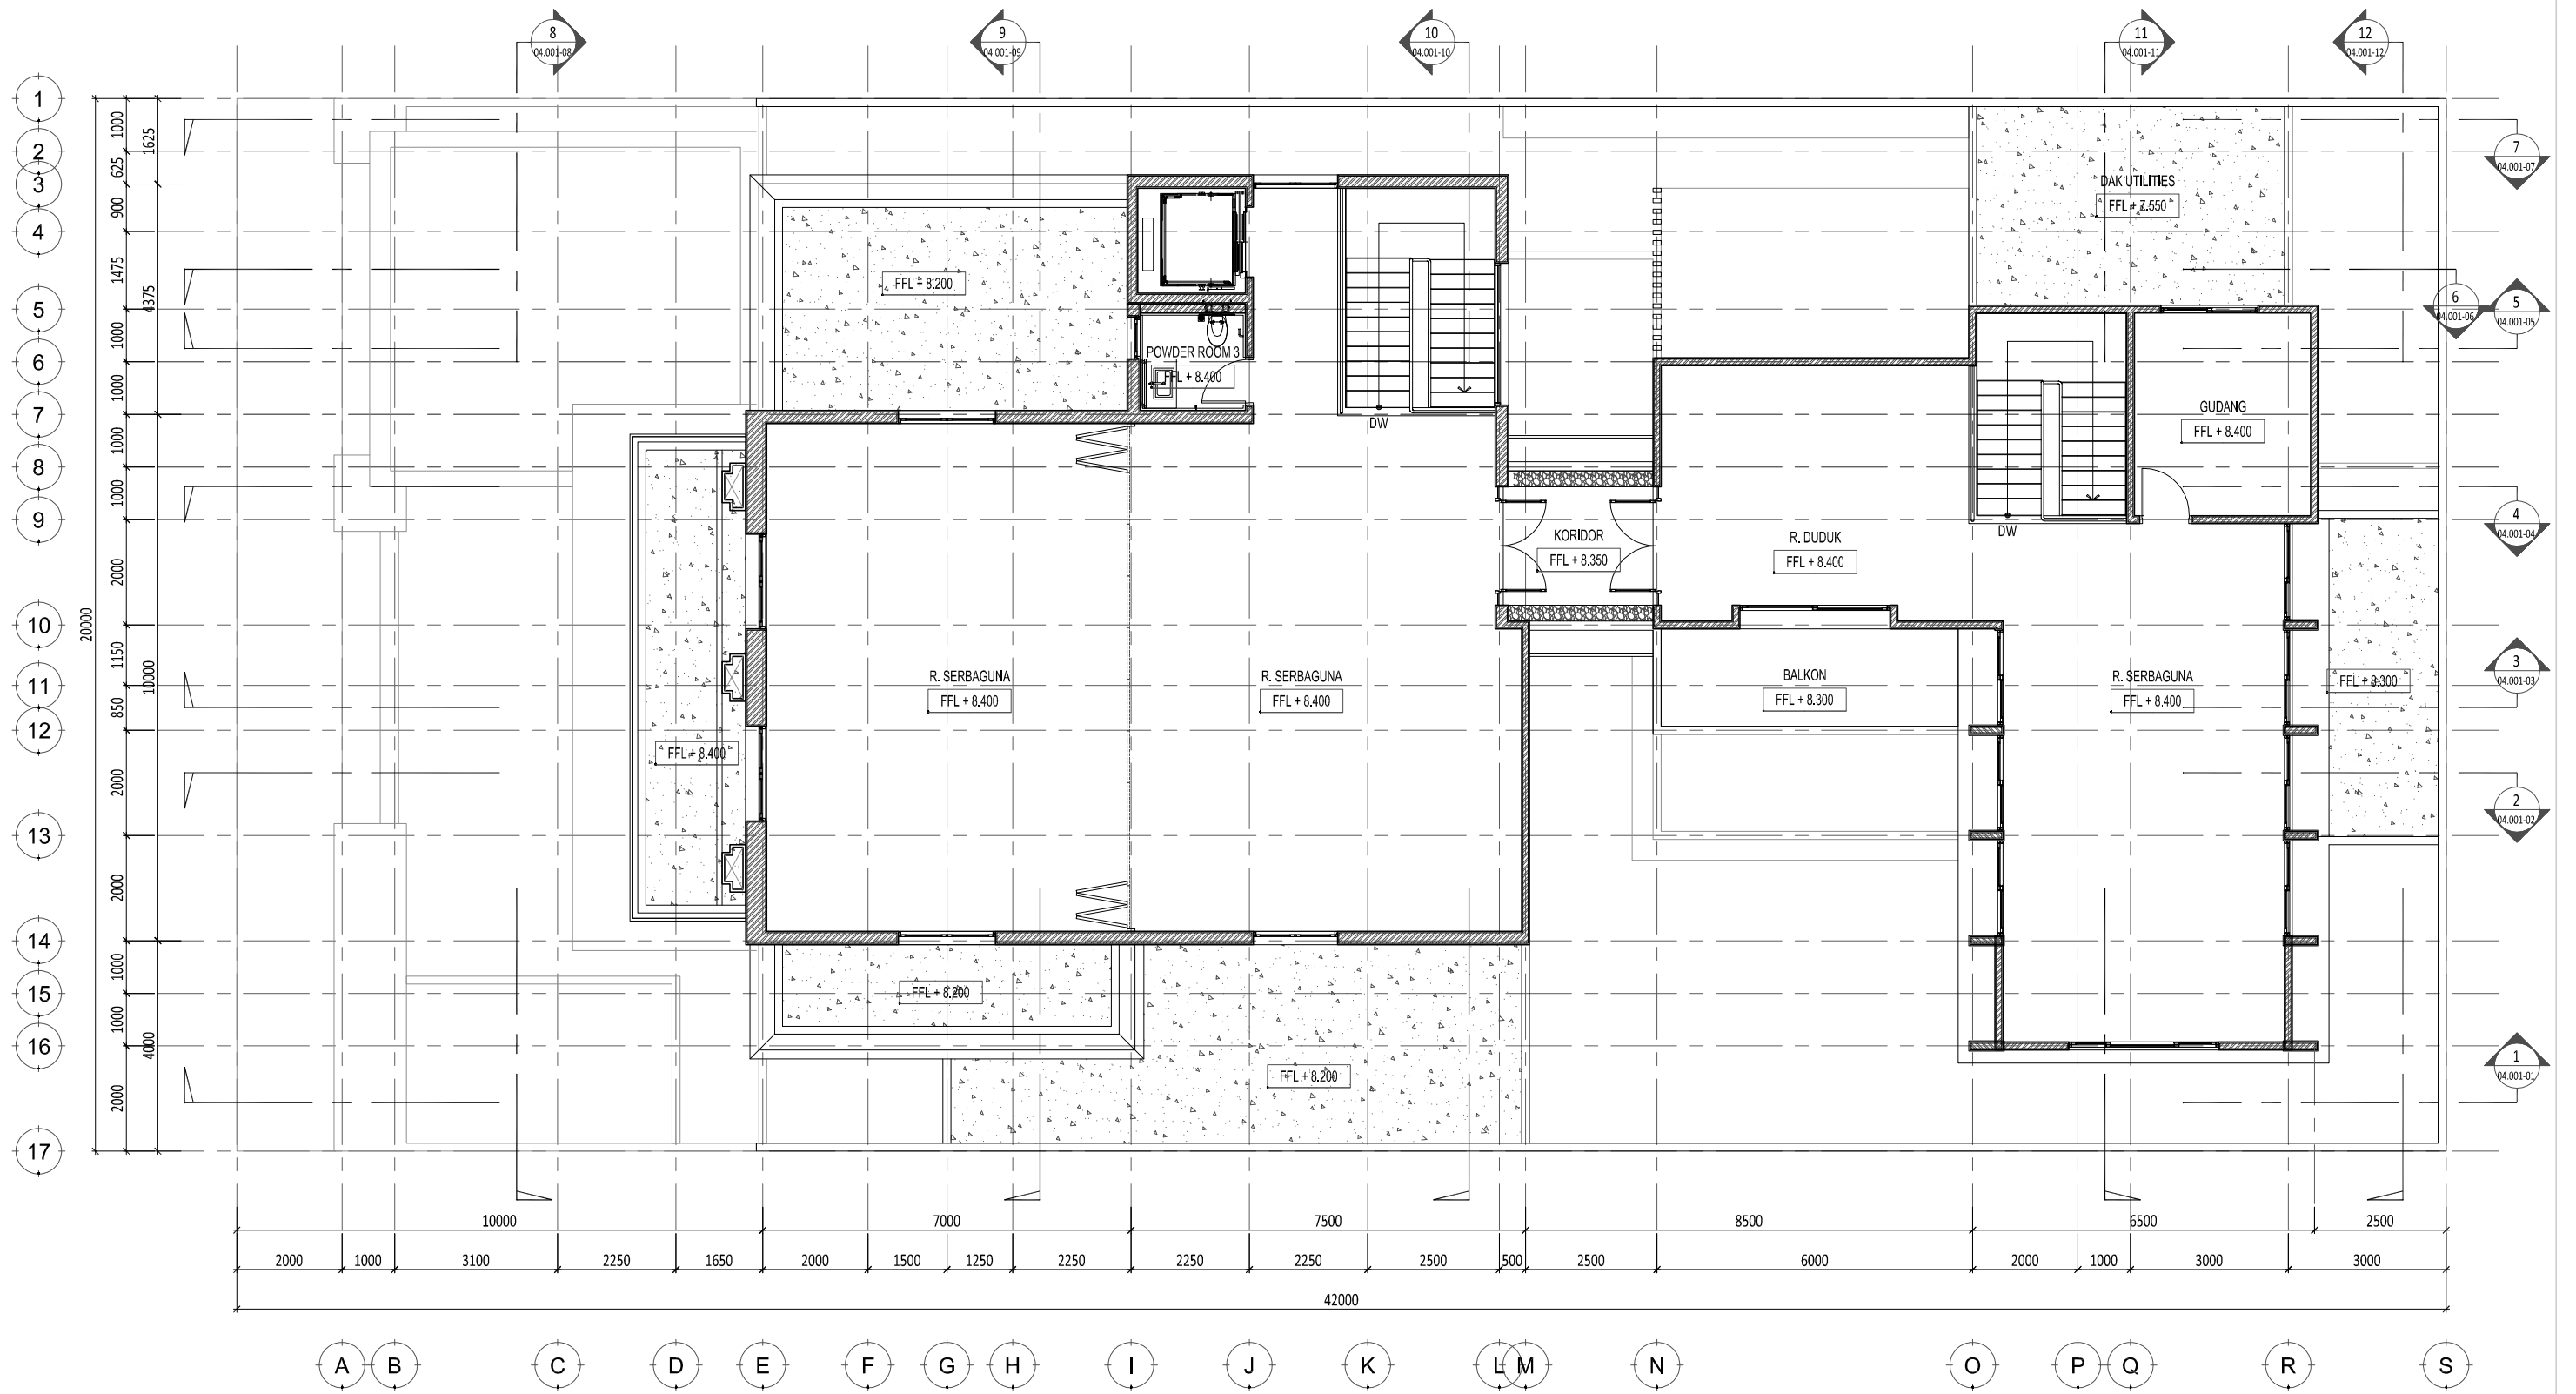 8
04.001-08
9
04.001-09
10
04.001-10
11
04.001-11
12
04.001-12
1
2
3
4
5
6
7
8
9
10
11
12
13
14
15
16
17
1000
625
900
1475
1000
1000
1000
1000
2000
1150
850
2000
2000
1000
1000
2000
1625
4375
10000
4000
20000
7
04.001-07
6
04.001-06
5
04.001-05
4
04.001-04
3
04.001-03
2
04.001-02
1
04.001-01
DAK UTILITIES
FFL + 7.550
FFL + 8.200
POWDER ROOM 3
FFL + 8.400
DW
GUDANG
FFL + 8.400
DW
KORIDOR
FFL + 8.350
R. DUDUK
FFL + 8.400
R. SERBAGUNA
FFL + 8.400
R. SERBAGUNA
FFL + 8.400
BALKON
FFL + 8.300
R. SERBAGUNA
FFL + 8.400
FFL + 8.300
FFL + 8.400
FFL + 8.200
FFL + 8.200
10000 7000 7500 8500 6500 2500
2000 1000 3100 2250 1650 2000 1500 1250 2250 2250 2250 2500 500 2500 6000 2000 1000 3000 3000
42000
A B C D E F G H I J K L M N O P Q R S